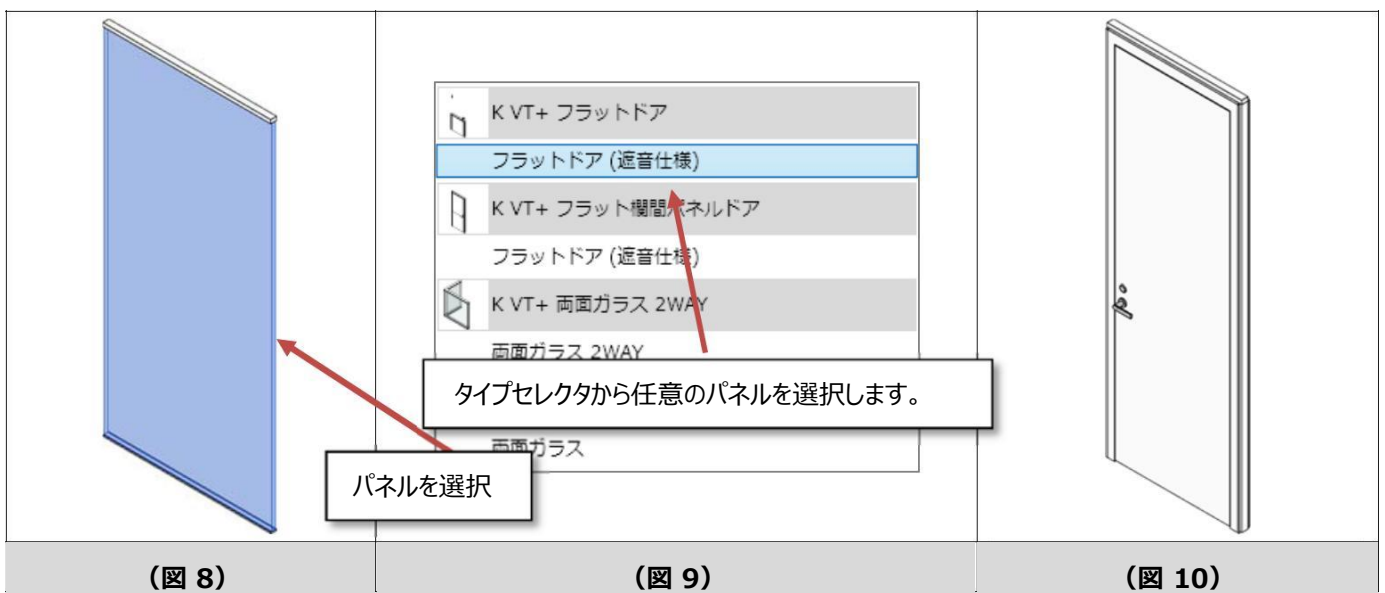 K VT+ フラットドア
フラットドア (遮音仕様)
K VT+ フラット欄間パネルドア
フラットドア (遮音仕様)
K VT+ 両面ガラス 2WAY
両面ガラス 2WAY
タイプセレクタから任意のパネルを選択します。
両面ガラス
パネルを選択
(図 8)
(図 9)
(図 10)